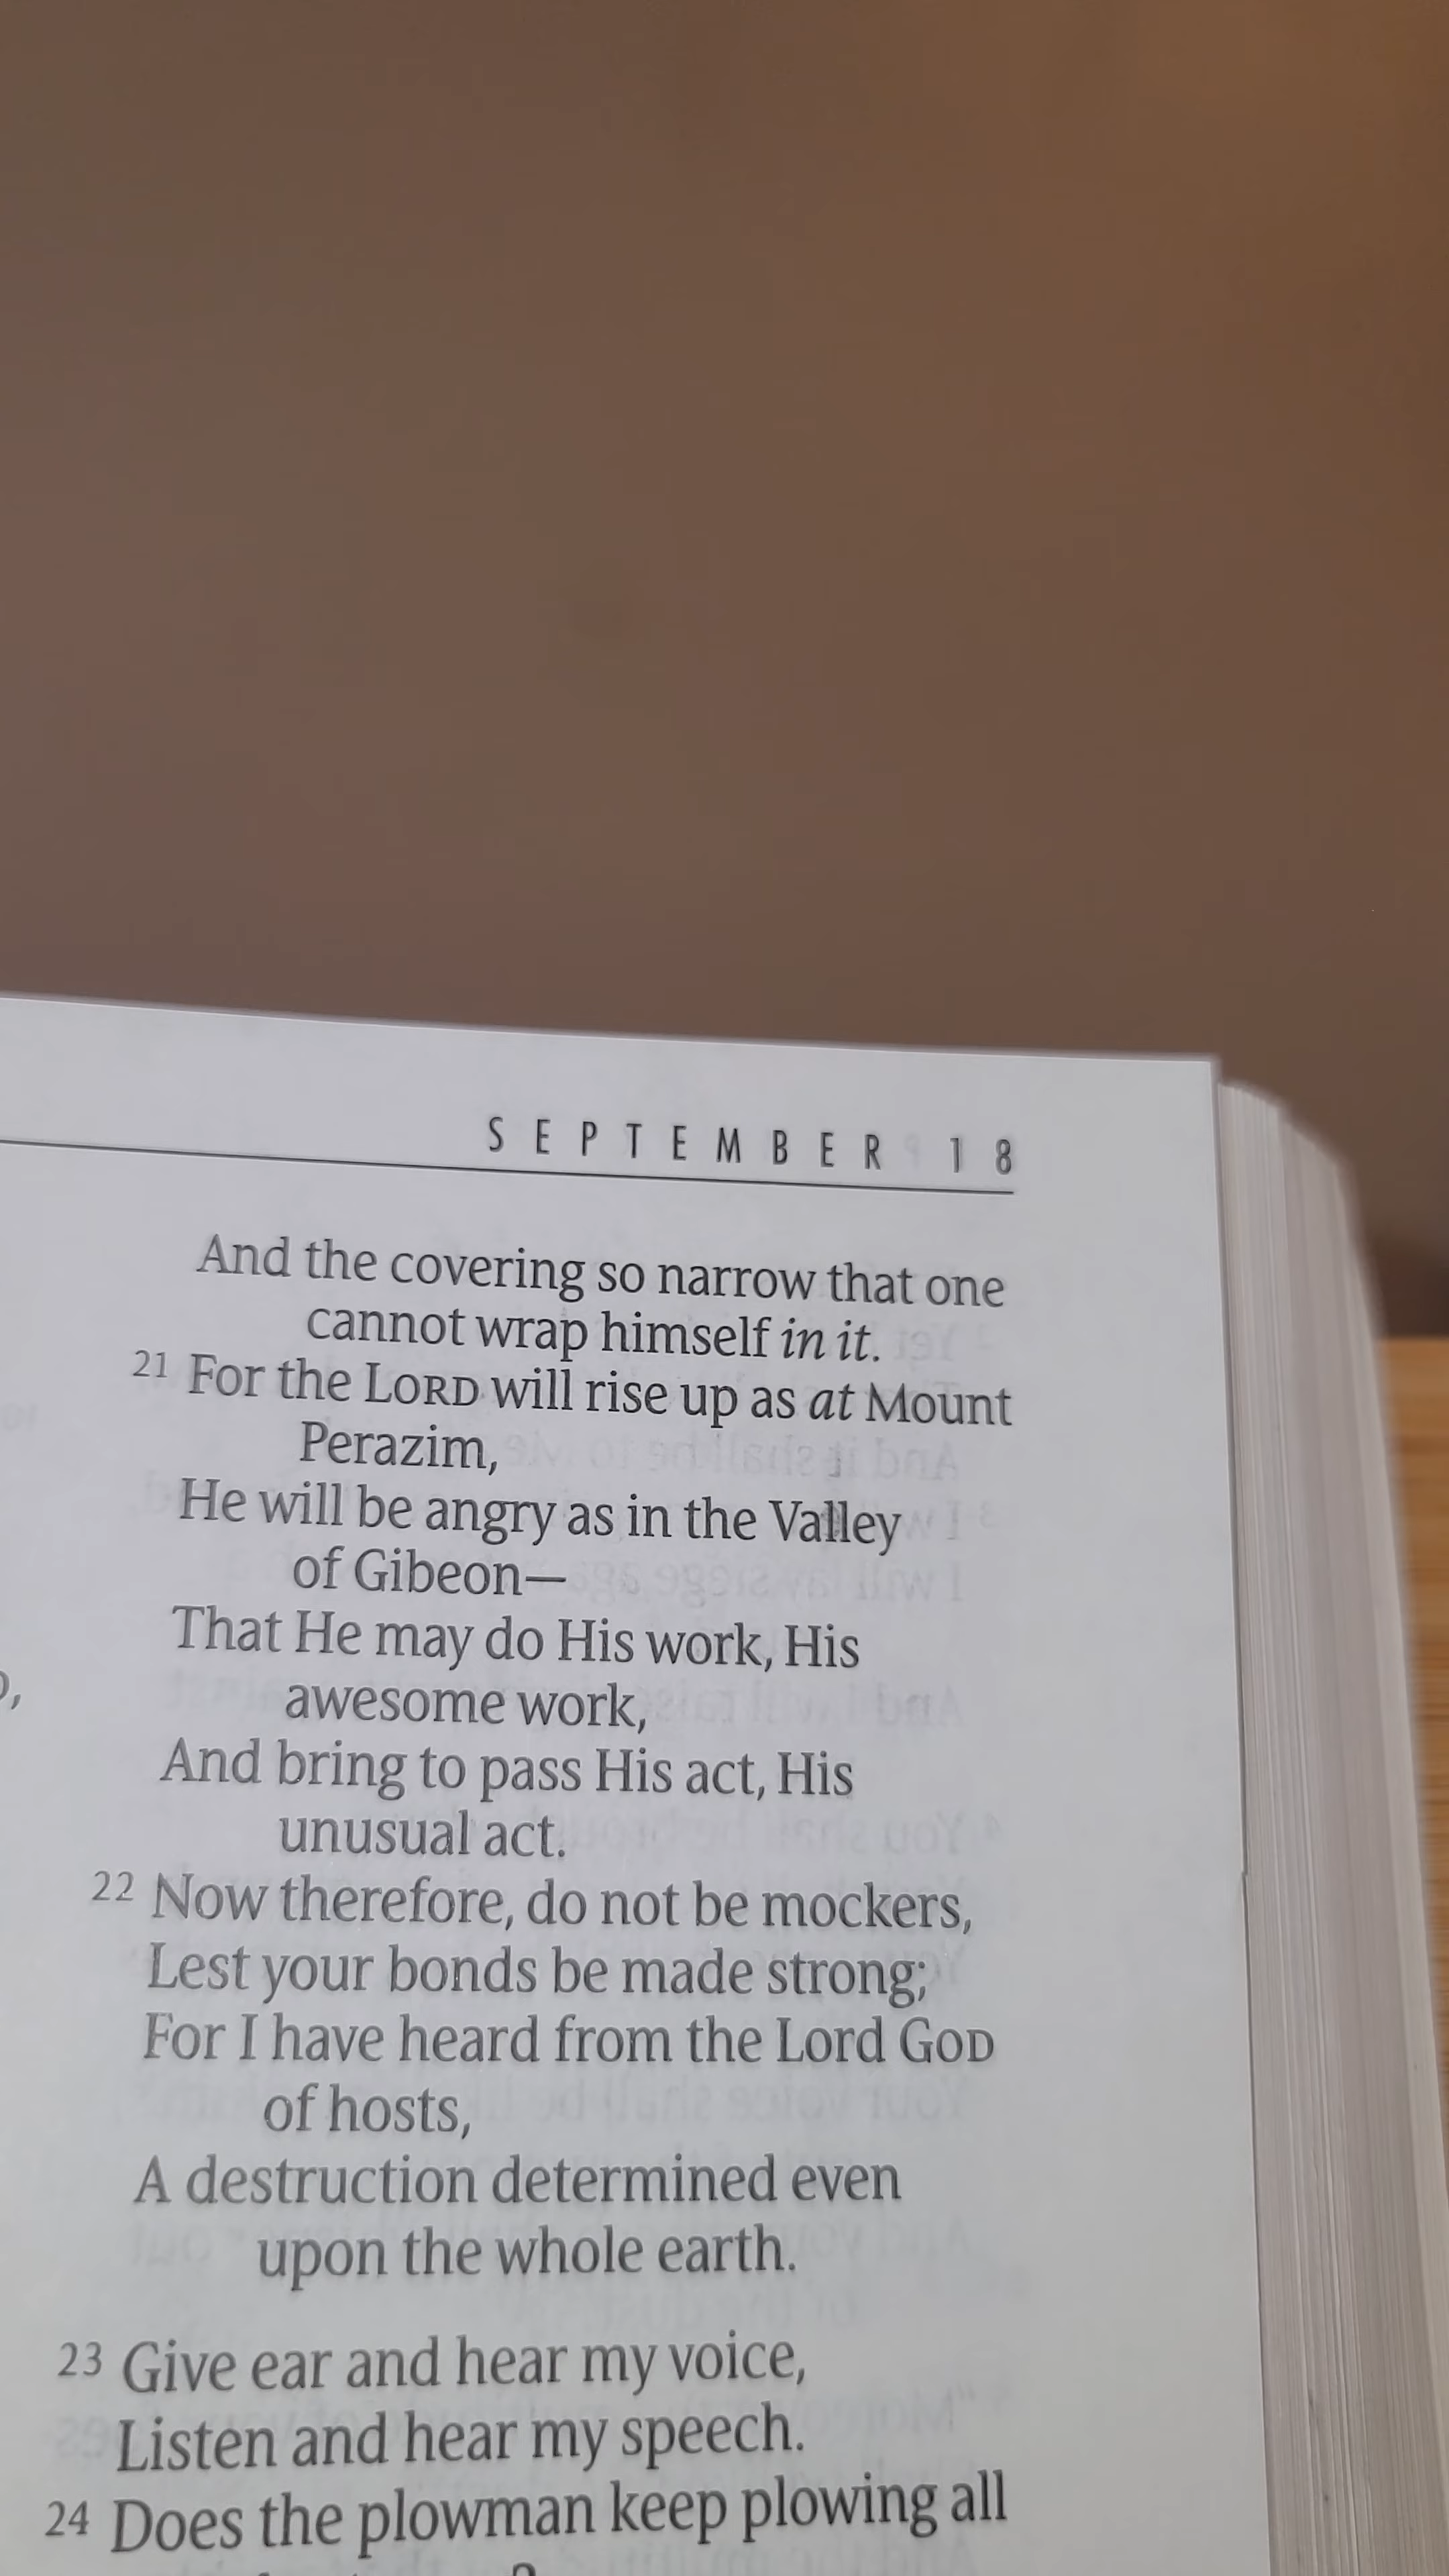 SEPTEMBER 18
And the covering so narrow that one
cannot wrap himself in it.
21 For the LORD will rise up as at Mount
Perazim,
He will be angry as in the Valley
of Gibeon—
That He may do His work, His
awesome work,
And bring to pass His act, His
unusual act.
22 Now therefore, do not be mockers,
Lest your bonds be made strong;
For I have heard from the Lord GOD
of hosts,
A destruction determined even
upon the whole earth.
23 Give ear and hear my voice,
Listen and hear my speech.
24 Does the plowman keep plowing all